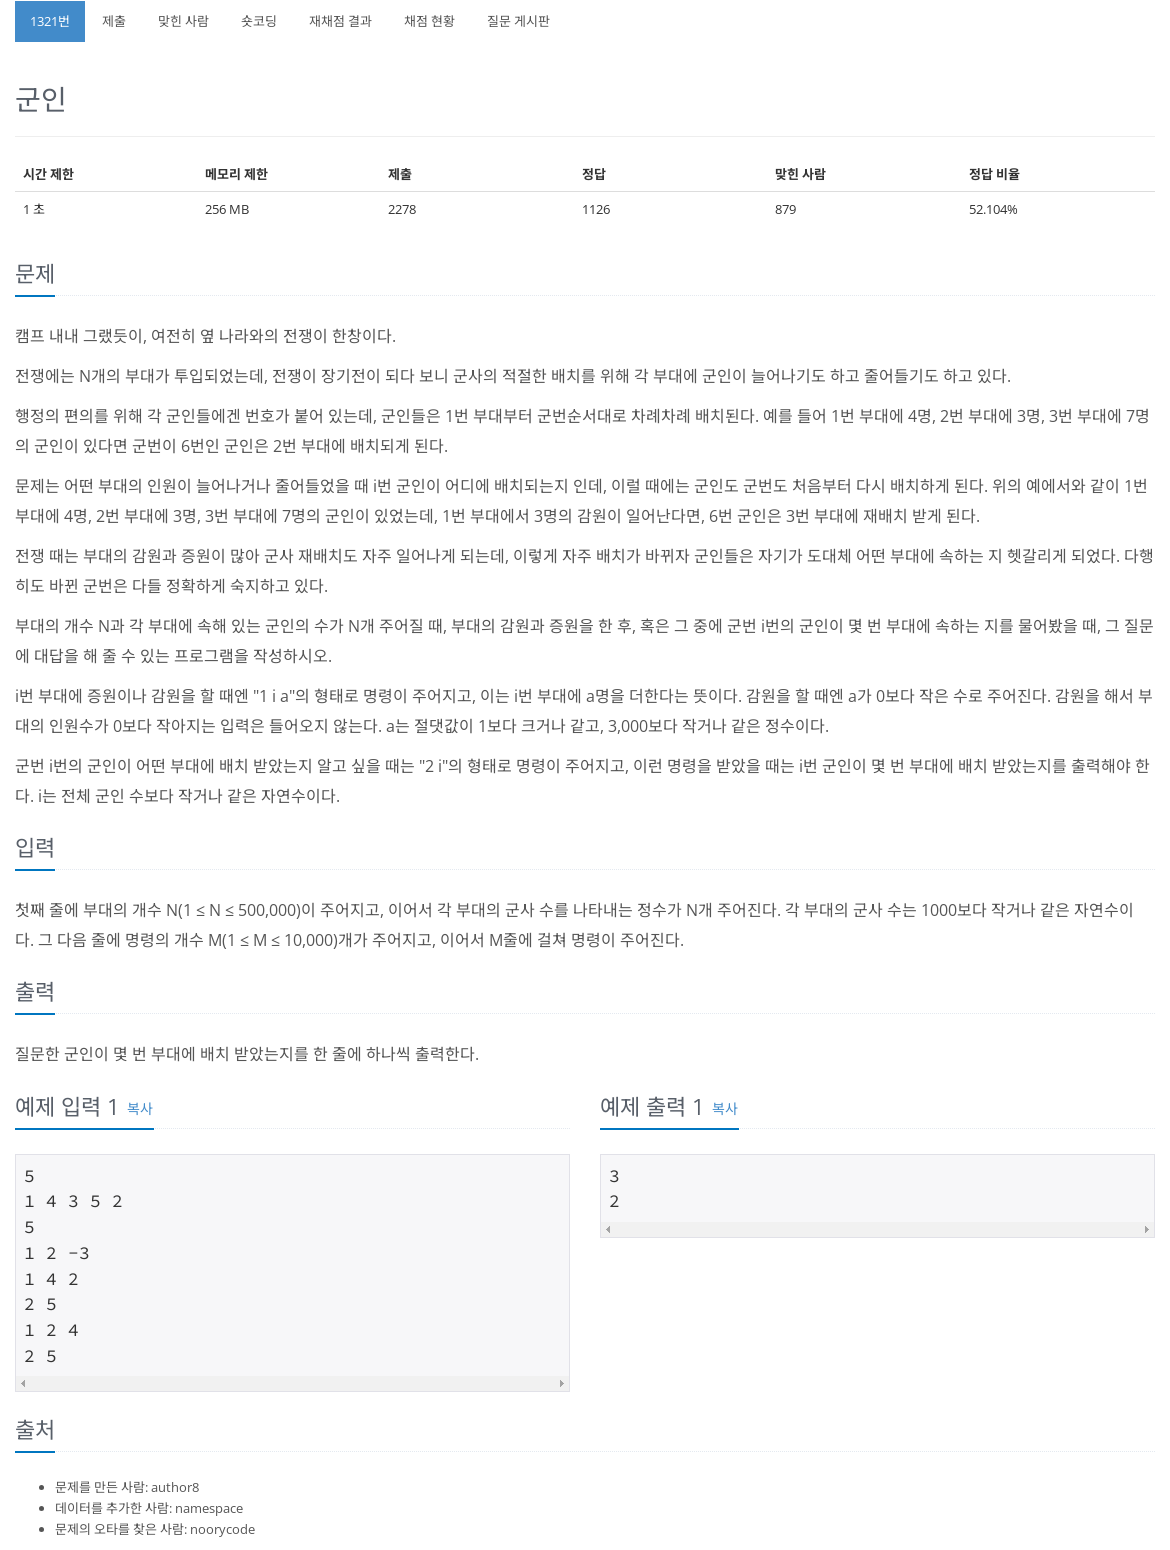 1321번 제출 맞힌 사람 숏코딩 재채점 결과 채점 현황 질문 게시판
군인
시간 제한 메모리 제한 제출 정답 맞힌 사람 정답 비율
1 초 256 MB 2278 1126 879 52.104%
문제
캠프 내내 그랬듯이, 여전히 옆 나라와의 전쟁이 한창이다.
전쟁에는 N개의 부대가 투입되었는데, 전쟁이 장기전이 되다 보니 군사의 적절한 배치를 위해 각 부대에 군인이 늘어나기도 하고 줄어들기도 하고 있다.
행정의 편의를 위해 각 군인들에겐 번호가 붙어 있는데, 군인들은 1번 부대부터 군번순서대로 차례차례 배치된다. 예를 들어 1번 부대에 4명, 2번 부대에 3명, 3번 부대에 7명
의 군인이 있다면 군번이 6번인 군인은 2번 부대에 배치되게 된다.
문제는 어떤 부대의 인원이 늘어나거나 줄어들었을 때 i번 군인이 어디에 배치되는지 인데, 이럴 때에는 군인도 군번도 처음부터 다시 배치하게 된다. 위의 예에서와 같이 1번
부대에 4명, 2번 부대에 3명, 3번 부대에 7명의 군인이 있었는데, 1번 부대에서 3명의 감원이 일어난다면, 6번 군인은 3번 부대에 재배치 받게 된다.
전쟁 때는 부대의 감원과 증원이 많아 군사 재배치도 자주 일어나게 되는데, 이렇게 자주 배치가 바뀌자 군인들은 자기가 도대체 어떤 부대에 속하는 지 헷갈리게 되었다. 다행
히도 바뀐 군번은 다들 정확하게 숙지하고 있다.
부대의 개수 N과 각 부대에 속해 있는 군인의 수가 N개 주어질 때, 부대의 감원과 증원을 한 후, 혹은 그 중에 군번 i번의 군인이 몇 번 부대에 속하는 지를 물어봤을 때, 그 질문
에 대답을 해 줄 수 있는 프로그램을 작성하시오.
i번 부대에 증원이나 감원을 할 때엔 "1 i a"의 형태로 명령이 주어지고, 이는 i번 부대에 a명을 더한다는 뜻이다. 감원을 할 때엔 a가 0보다 작은 수로 주어진다. 감원을 해서 부
대의 인원수가 0보다 작아지는 입력은 들어오지 않는다. a는 절댓값이 1보다 크거나 같고, 3,000보다 작거나 같은 정수이다.
군번 i번의 군인이 어떤 부대에 배치 받았는지 알고 싶을 때는 "2 i"의 형태로 명령이 주어지고, 이런 명령을 받았을 때는 i번 군인이 몇 번 부대에 배치 받았는지를 출력해야 한
다. i는 전체 군인 수보다 작거나 같은 자연수이다.
입력
첫째 줄에 부대의 개수 N(1 ≤ N ≤ 500,000)이 주어지고, 이어서 각 부대의 군사 수를 나타내는 정수가 N개 주어진다. 각 부대의 군사 수는 1000보다 작거나 같은 자연수이
다. 그 다음 줄에 명령의 개수 M(1 ≤ M ≤ 10,000)개가 주어지고, 이어서 M줄에 걸쳐 명령이 주어진다.
출력
질문한 군인이 몇 번 부대에 배치 받았는지를 한 줄에 하나씩 출력한다.
예제 입력 1 복사
5
1 4 3 5 2
5
1 2 -3
1 4 2
2 5
1 2 4
2 5
예제 출력 1 복사
3
2
출처
문제를 만든 사람: author8
데이터를 추가한 사람: namespace
문제의 오타를 찾은 사람: noorycode